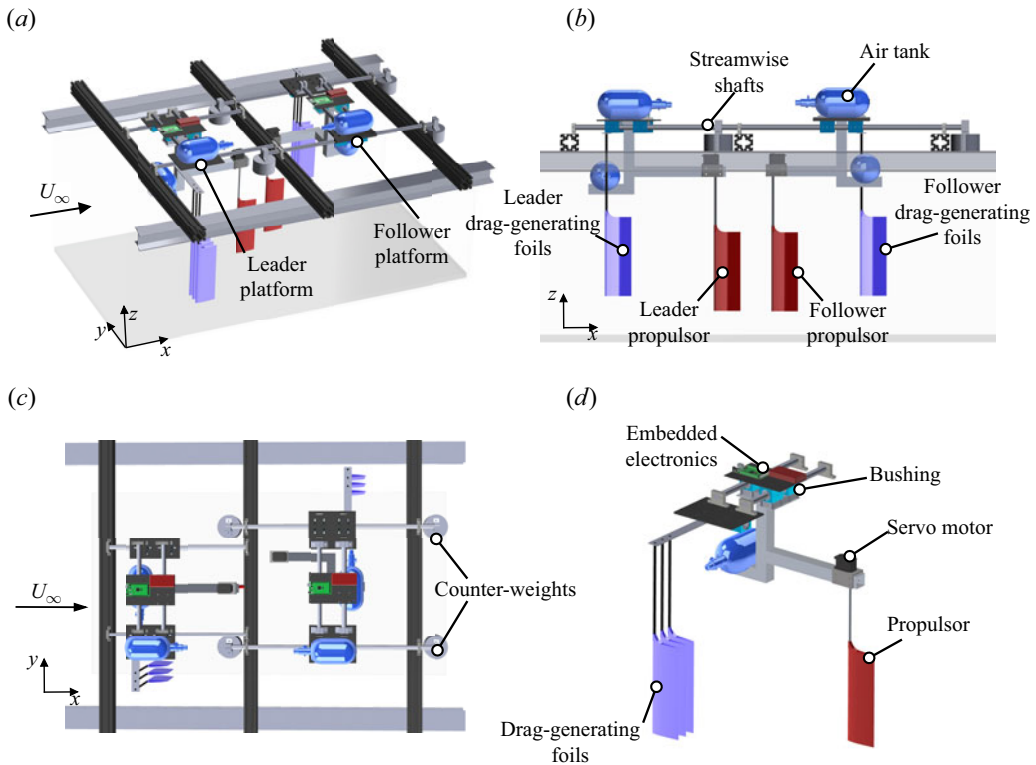 (a)
U∞
Leader
platform
Follower
platform
z
y
x
(b)
Streamwise
shafts
Air tank
Leader
drag-generating
foils
Follower
drag-generating
foils
Leader
propulsor
Follower
propulsor
z
x
(c)
U∞
Counter-weights
y
x
(d)
Embedded
electronics
Bushing
Servo motor
Propulsor
Drag-generating
foils